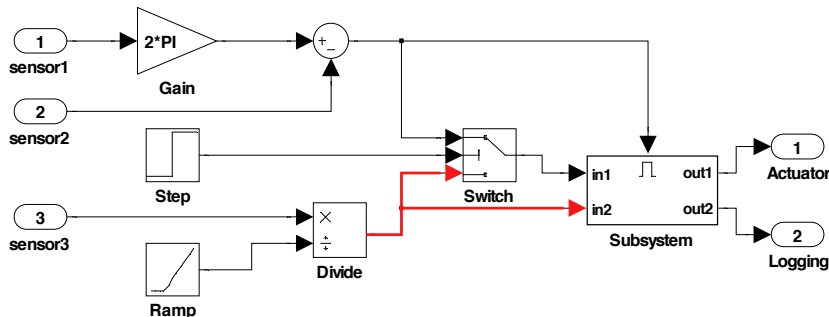 1
2*PI
+
-
sensor1
Gain
2
sensor2
Step
Switch
in1
out1
1
Actuator
in2
out2
Subsystem
2
Logging
3
sensor3
×
÷
Divide
Ramp